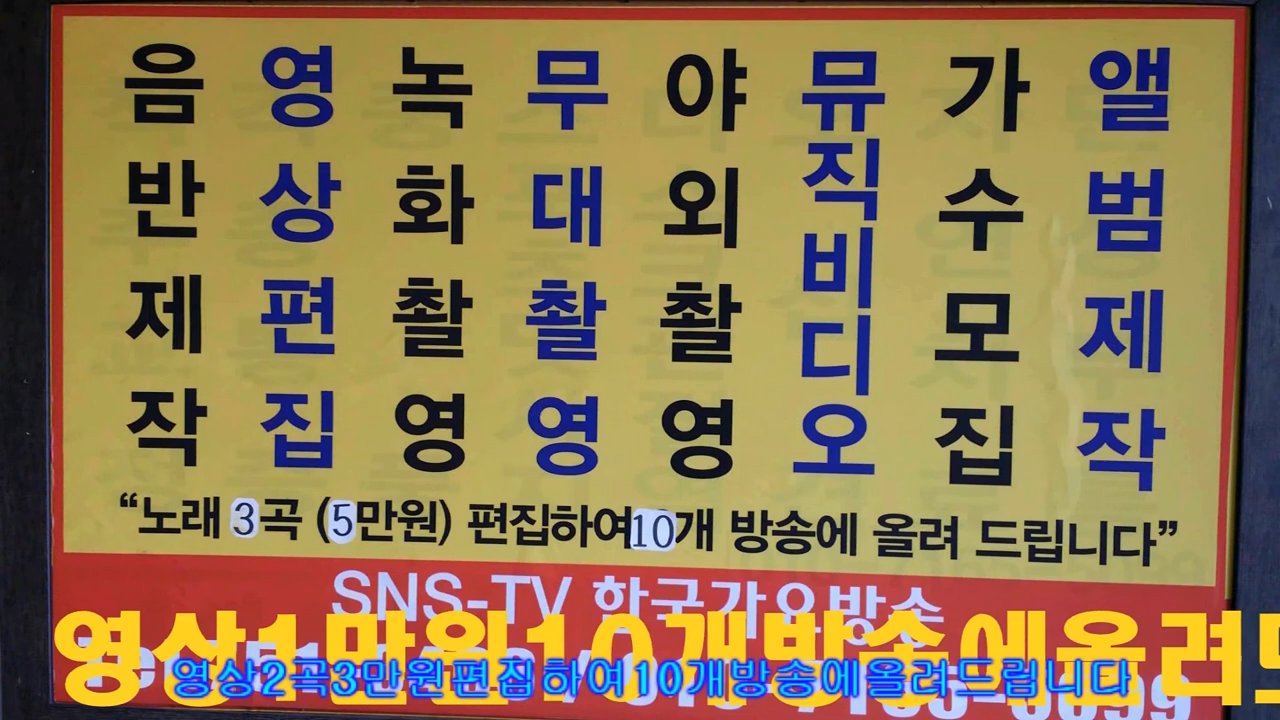 음반제작
영상편집
녹화촬영
무대촬영
야외촬영
뮤직비디오
가수모집
앨범제작
“노래 3곡 (5만원) 편집하여 10개 방송에 올려 드립니다”
SNS-TV 한국가요방송
영상1만원10개방송에올려
영상2곡3만원편집하여10개방송에올려드립니다